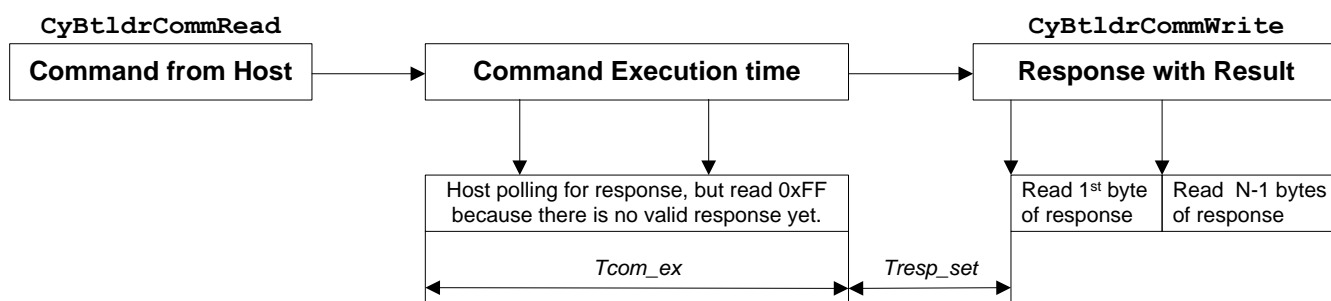 CyBtldrCommRead
CyBtldrCommWrite
Command from Host
Command Execution time
Response with Result
Host polling for response, but read 0xFF
because there is no valid response yet.
Read 1st byte
of response
Read N-1 bytes
of response
Tcom_ex
Tresp_set